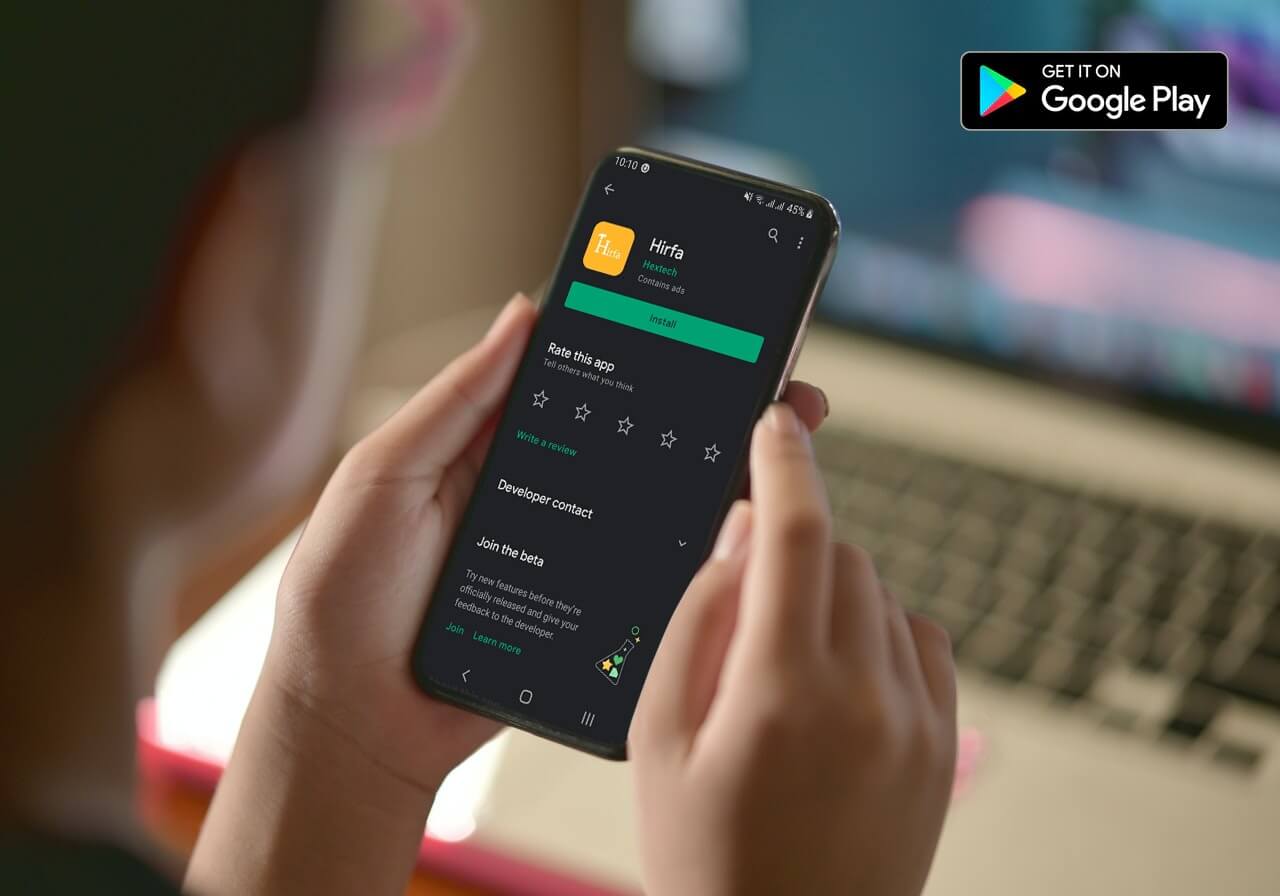 GET IT ON
Google Play
10:10
45%
Hirfa
Hirfa
Hextech
Contains ads
Install
Rate this app
Tell others what you think
Write a review
Developer contact
Join the beta
Try new features before they're
officially released and give your
feedback to the developer.
Join Learn more